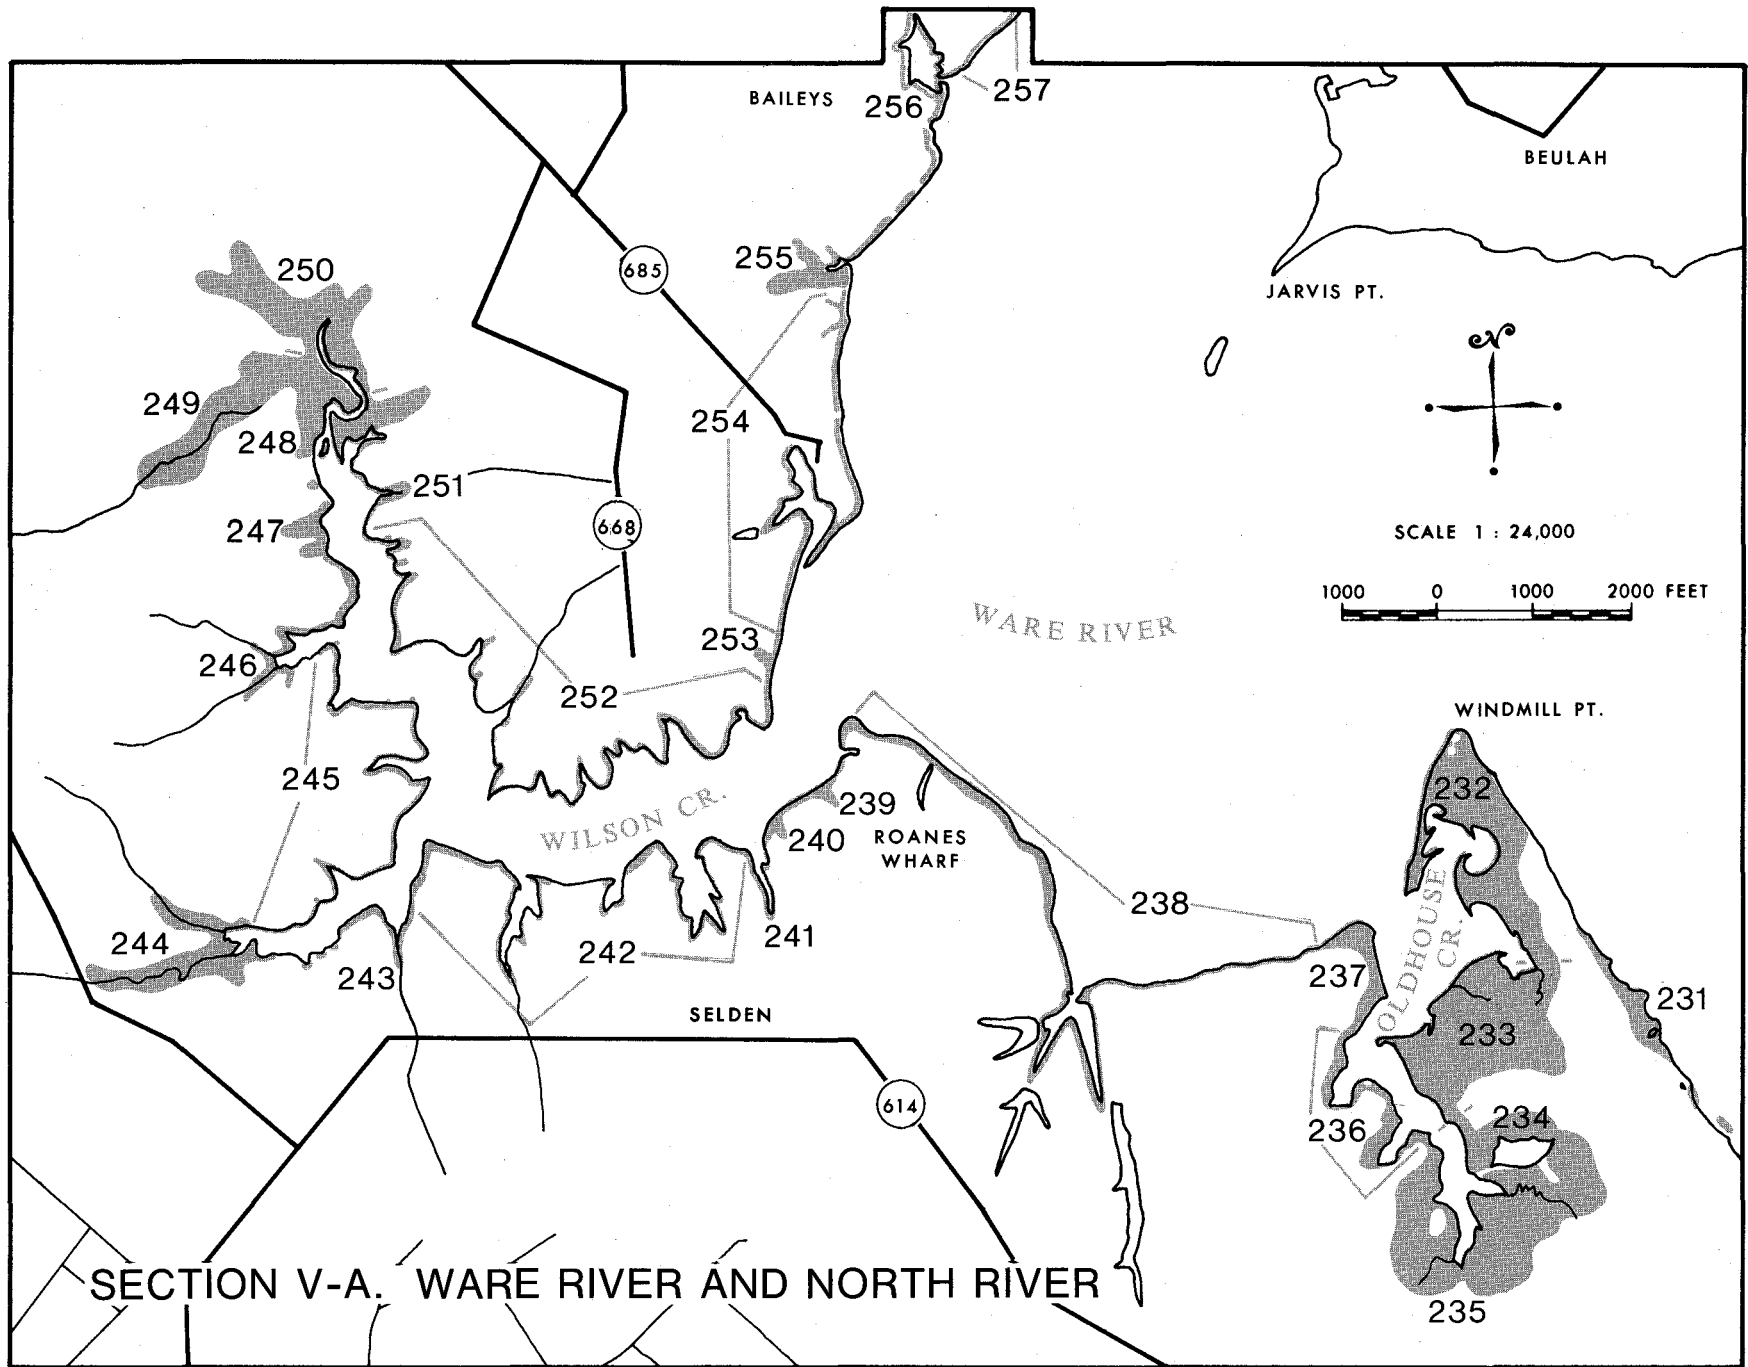 257
BAILEYS
256
BEULAH
255
250
685
JARVIS PT.
N
249
254
248
251
247
668
SCALE 1 : 24,000
1000 0 1000 2000 FEET
WARE RIVER
253
246
252
WINDMILL PT.
245
232
239
WILSON CR.
240
ROANES
WHARF
238
OLDHOUSE
CR.
241
244
242
243
237
231
SELDEN
233
614
234
236
SECTION V-A. WARE RIVER AND NORTH RIVER
235